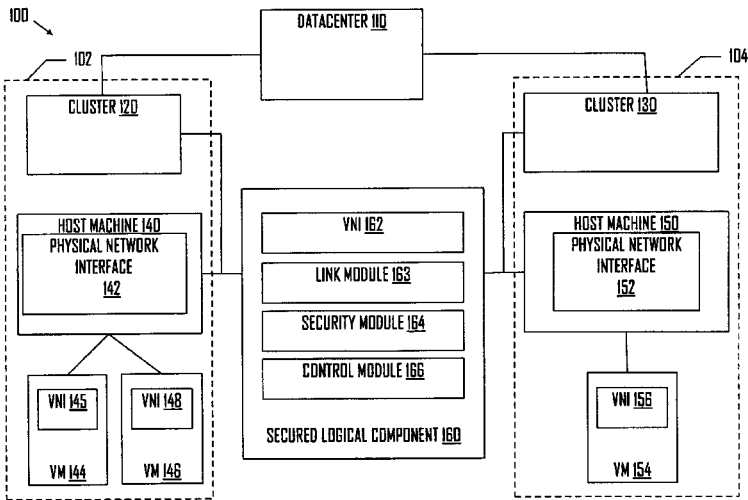 100
102
DATACENTER 110
104
CLUSTER 120
CLUSTER 130
HOST MACHINE 140
PHYSICAL NETWORK
INTERFACE
142
VNI 162
LINK MODULE 163
SECURITY MODULE 164
CONTROL MODULE 166
SECURED LOGICAL COMPONENT 160
HOST MACHINE 150
PHYSICAL NETWORK
INTERFACE
152
VNI 145
VM 144
VNI 148
VM 146
VNI 156
VM 154